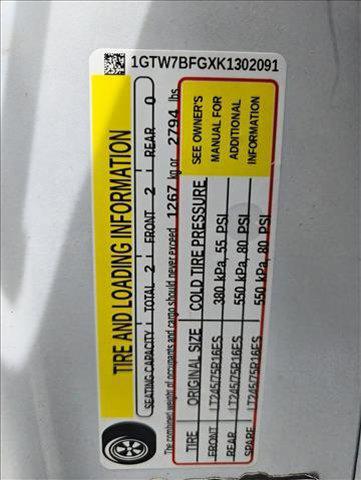 1GTW7BFGXK1302091
TIRE AND LOADING INFORMATION
SEATING CAPACITY TOTAL 2 FRONT 2 REAR 0
The combined weight of occupants and cargo should never exceed 1267 kg or 2794 lbs
TIRE ORIGINAL SIZE COLD TIRE PRESSURE
FRONT LT245/75R16ES 380 kPa, 55 PSI
REAR LT245/75R16ES 550 kPa, 80 PSI
SPARE LT245/75R16ES 550 kPa, 80 PSI
SEE OWNER'S
MANUAL FOR
ADDITIONAL
INFORMATION